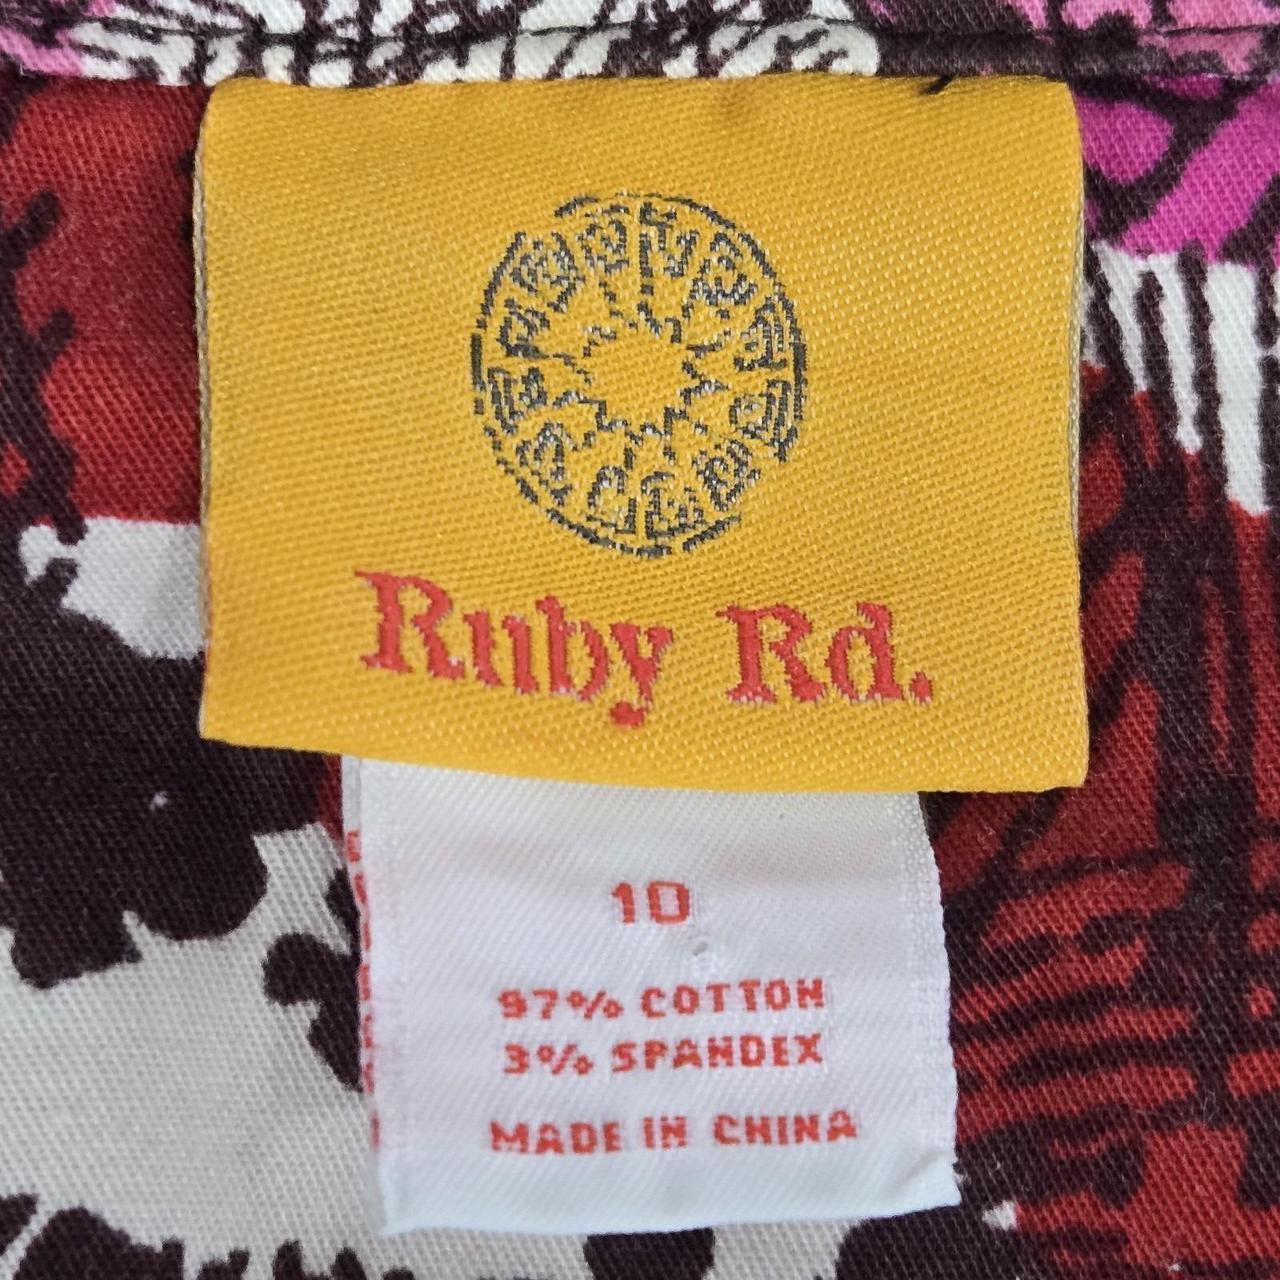 Ruby Rd.
10
97% COTTON
3% SPANDEX
MADE IN CHINA